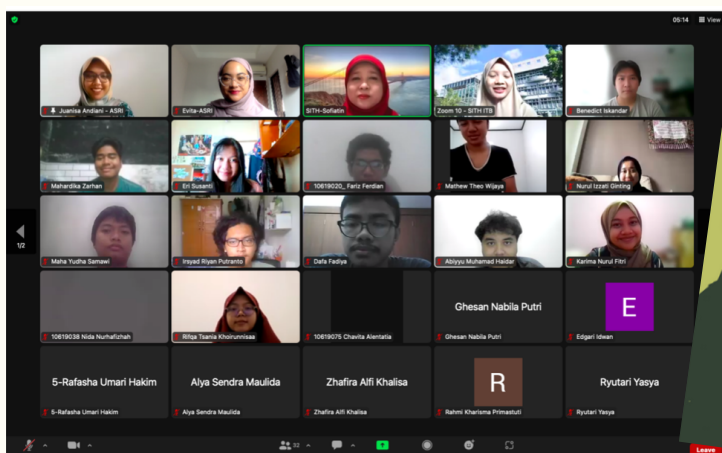 05:14 View
Juanisa Andiani - ASRI
Evita-ASRI
SITH-Sofiatin
Zoom 10 - SITH ITB
Benedict Iskandar
Mahardika Zarhan
Eri Susanti
10619020_ Fariz Ferdian
Mathew Theo Wijaya
Nurul Izzati Ginting
1/2
Maha Yudha Samawi
Irsyad Riyan Putranto
Dafa Fadiya
Abiyyu Muhamad Haidar
Karima Nurul Fitri
10619038 Nida Nurhafizhah
Rifqa Tsania Khoirunnisaa
10619075 Chavita Alentatia
Ghesan Nabila Putri
Ghesan Nabila Putri
E
Edgari Idwan
5-Rafasha Umari Hakim
5-Rafasha Umari Hakim
Alya Sendra Maulida
Alya Sendra Maulida
Zhafira Alfi Khalisa
Zhafira Alfi Khalisa
R
Rahmi Kharisma Primastuti
Ryutari Yasya
Ryutari Yasya
32
Leave